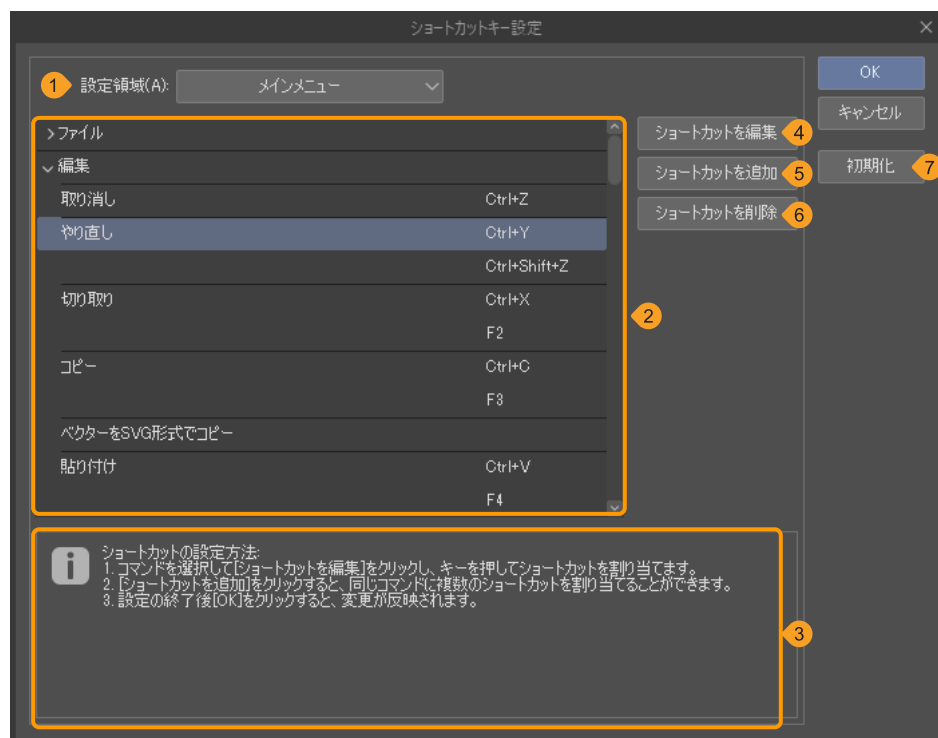 ショートカットキー設定
1 設定領域(A): メインメニュー
OK
キャンセル
初期化 7
ショートカットを編集 4
ショートカットを追加 5
ショートカットを削除 6
ファイル
編集
取り消し Ctrl+Z
やり直し Ctrl+Y
Ctrl+Shift+Z
切り取り Ctrl+X
F2
2
コピー Ctrl+C
F3
ベクターをSVG形式でコピー
貼り付け Ctrl+V
F4
ショートカットの設定方法:
1. コマンドを選択して[ショートカットを編集]をクリックし、キーを押してショートカットを割り当てます。
2. [ショートカットを追加]をクリックすると、同じコマンドに複数のショートカットを割り当てることができます。
3. 設定の終了後[OK]をクリックすると、変更が反映されます。
3